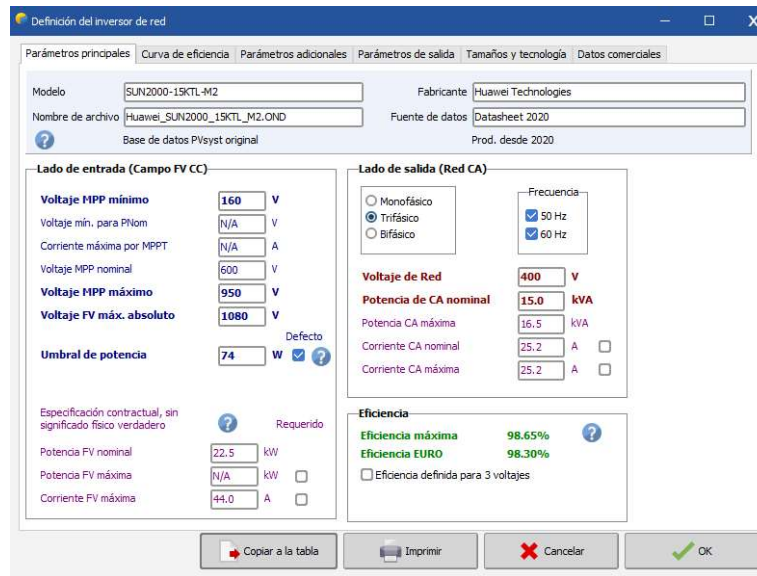 Definición del inversor de red
Parámetros principales Curva de eficiencia Parámetros adicionales Parámetros de salida Tamaños y tecnología Datos comerciales
Modelo SUN2000-15KTL-M2 Fabricante Huawei Technologies
Nombre de archivo Huawei_SUN2000_15KTL_M2.OND Fuente de datos Datasheet 2020
? Base de datos PVsyst original Prod. desde 2020
Lado de entrada (Campo FV CC)
Voltaje MPP mínimo 160 V
Voltaje mín. para PNom N/A V
Corriente máxima por MPPT N/A A
Voltaje MPP nominal 600 V
Voltaje MPP máximo 950 V
Voltaje FV máx. absoluto 1080 V
Defecto
Umbral de potencia 74 W ?
Especificación contractual, sin
significado físico verdadero ? Requerido
Potencia FV nominal 22.5 kW
Potencia FV máxima N/A kW
Corriente FV máxima 44.0 A
Lado de salida (Red CA)
Monofásico
Trifásico
Bifásico
Frecuencia
50 Hz
60 Hz
Voltaje de Red 400 V
Potencia de CA nominal 15.0 kVA
Potencia CA máxima 16.5 kVA
Corriente CA nominal 25.2 A
Corriente CA máxima 25.2 A
Eficiencia
Eficiencia máxima 98.65% ?
Eficiencia EURO 98.30%
Eficiencia definida para 3 voltajes
Copiar a la tabla Imprimir Cancelar OK